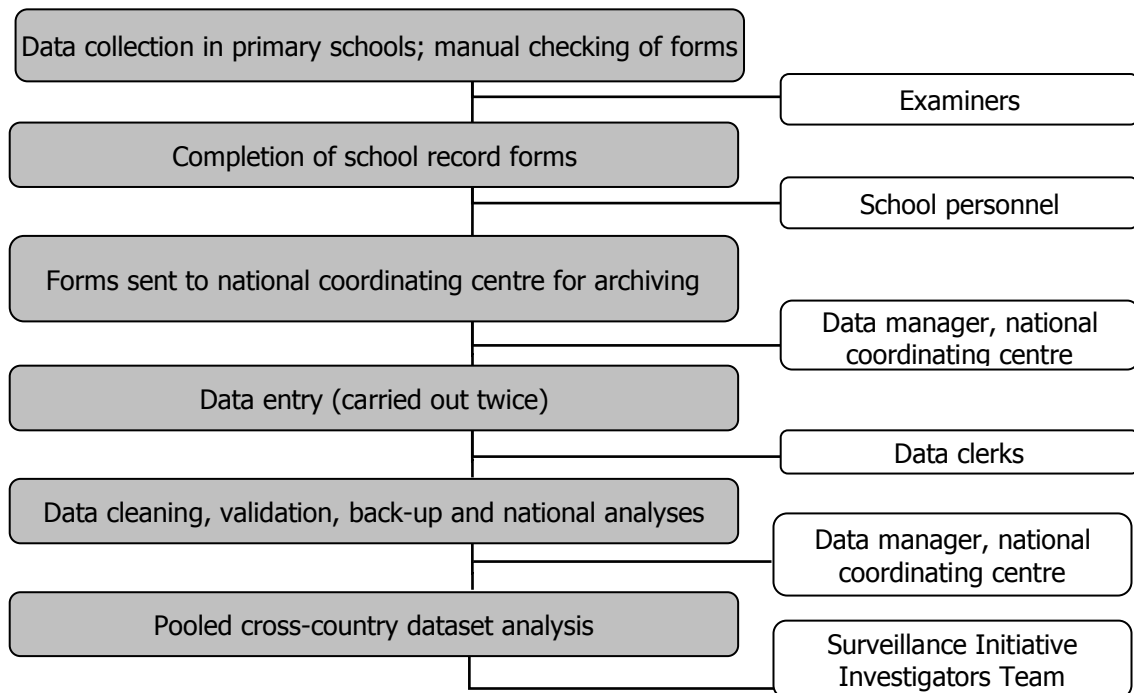 Data collection in primary schools; manual checking of forms
Examiners
Completion of school record forms
School personnel
Forms sent to national coordinating centre for archiving
Data manager, national
coordinating centre
Data entry (carried out twice)
Data clerks
Data cleaning, validation, back-up and national analyses
Data manager, national
coordinating centre
Pooled cross-country dataset analysis
Surveillance Initiative
Investigators Team